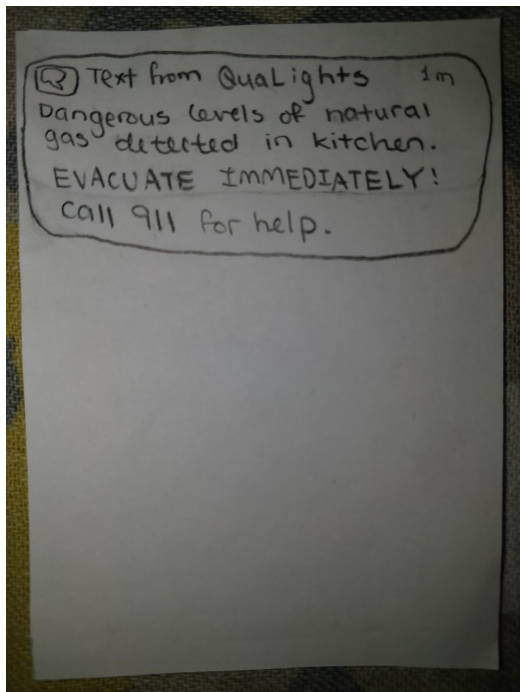 Text from QuaLights 1m
Dangerous levels of natural
gas detected in kitchen.
EVACUATE IMMEDIATELY!
Call 911 for help.